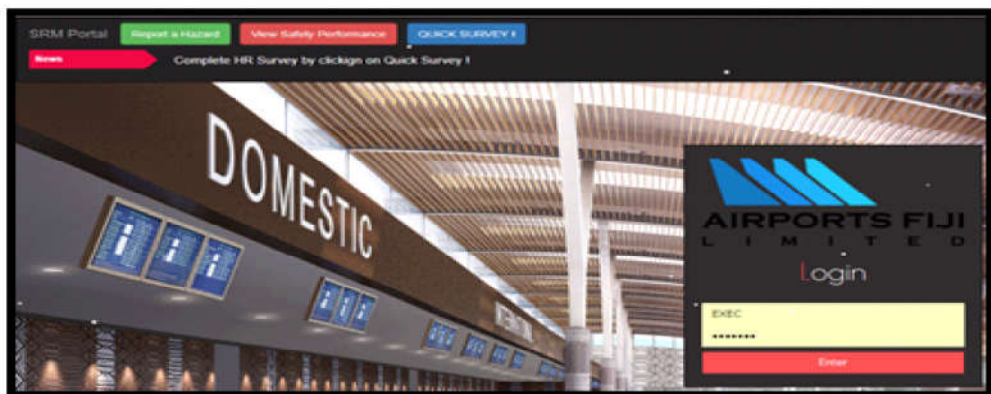 SRM Portal Report a Hazard View Safety Performance QUICK SURVEY !
News Complete HR Survey by clickign on Quick Survey !
DOMESTIC
INTERNATIONAL
AIRPORTS FIJI
LIMITED
Login
EXEC
•••••••
Enter